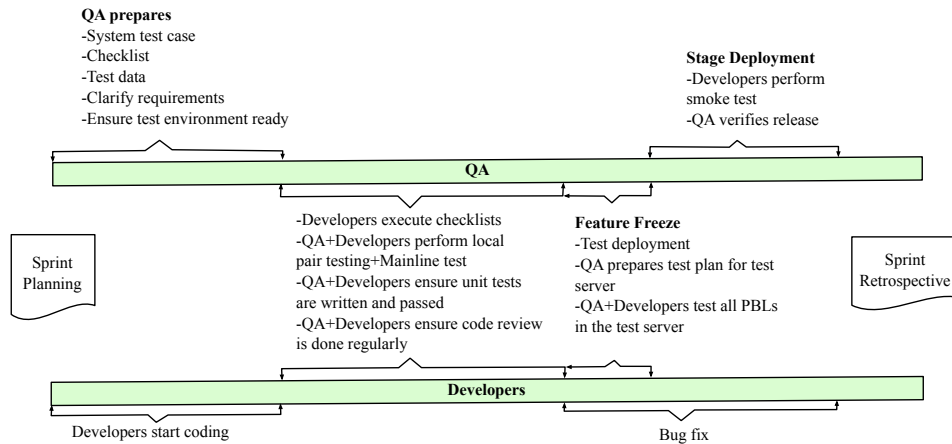 QA prepares
-System test case
-Checklist
-Test data
-Clarify requirements
-Ensure test environment ready
Stage Deployment
-Developers perform
smoke test
-QA verifies release
QA
Sprint
Planning
-Developers execute checklists
-QA+Developers perform local
pair testing+Mainline test
-QA+Developers ensure unit tests
are written and passed
-QA+Developers ensure code review
is done regularly
Feature Freeze
-Test deployment
-QA prepares test plan for test
server
-QA+Developers test all PBLs
in the test server
Sprint
Retrospective
Developers
Developers start coding
Bug fix